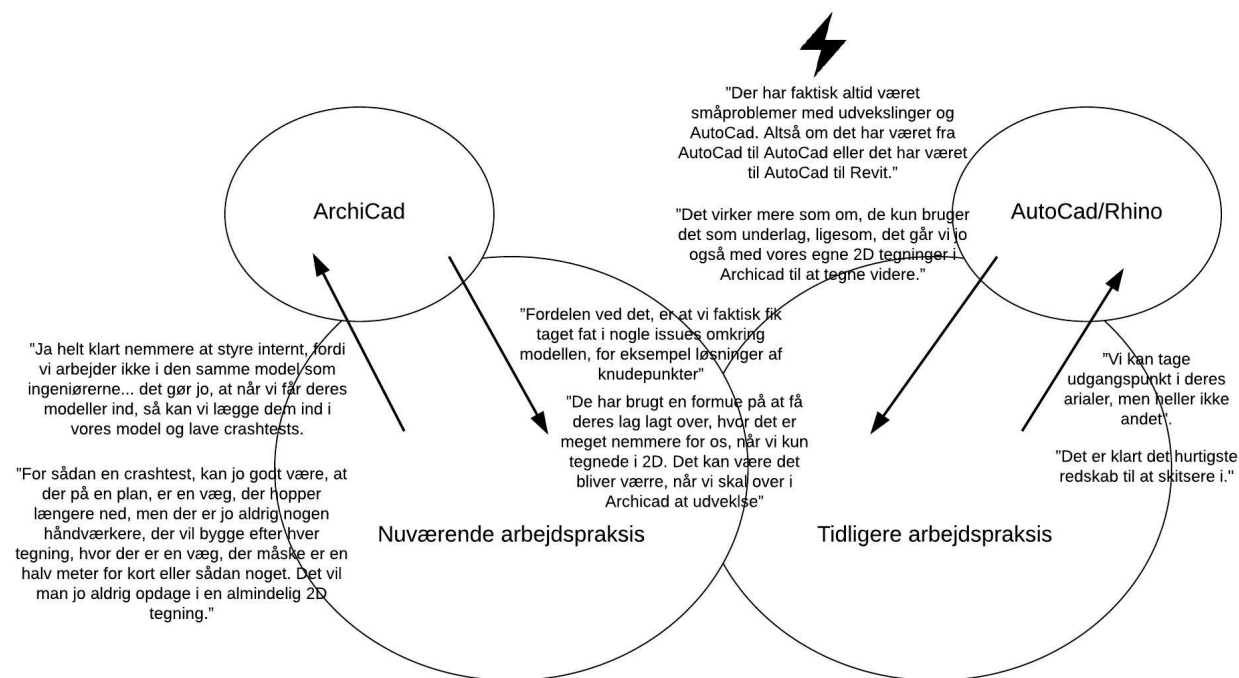 ”Der har faktisk altid været
småproblemer med udvekslinger og
AutoCad. Altså om det har været fra
AutoCad til AutoCad eller det har været
til AutoCad til Revit.”
”Det virker mere som om, de kun bruger
det som underlag, ligesom, det går vi jo
også med vores egne 2D tegninger i
Archicad til at tegne videre.”
ArchiCad
AutoCad/Rhino
”Fordelen ved det, er at vi faktisk fik
taget fat i nogle issues omkring
modellen, for eksempel løsninger af
knudepunkter”
”De har brugt en formue på at få
deres lag lagt over, hvor det er
meget nemmere for os, når vi kun
tegnede i 2D. Det kan være det
bliver værre, når vi skal over i
Archicad at udveklse”
”Ja helt klart nemmere at styre internt, fordi
vi arbejder ikke i den samme model som
ingeniørerne... det gør jo, at når vi får deres
modeller ind, så kan vi lægge dem ind i
vores model og lave crashtests.
”For sådan en crashtest, kan jo godt være, at
der på en plan, er en væg, der hopper
længere ned, men der er jo aldrig nogen
håndværkere, der vil bygge efter hver
tegning, hvor der er en væg, der måske er en
halv meter for kort eller sådan noget. Det vil
man jo aldrig opdage i en almindelig 2D
tegning.”
”Vi kan tage
udgangspunkt i deres
arialer, men heller ikke
andet”.
”Det er klart det hurtigste
redskab til at skitsere i."
Nuværende arbejdspraksis
Tidligere arbejdspraksis